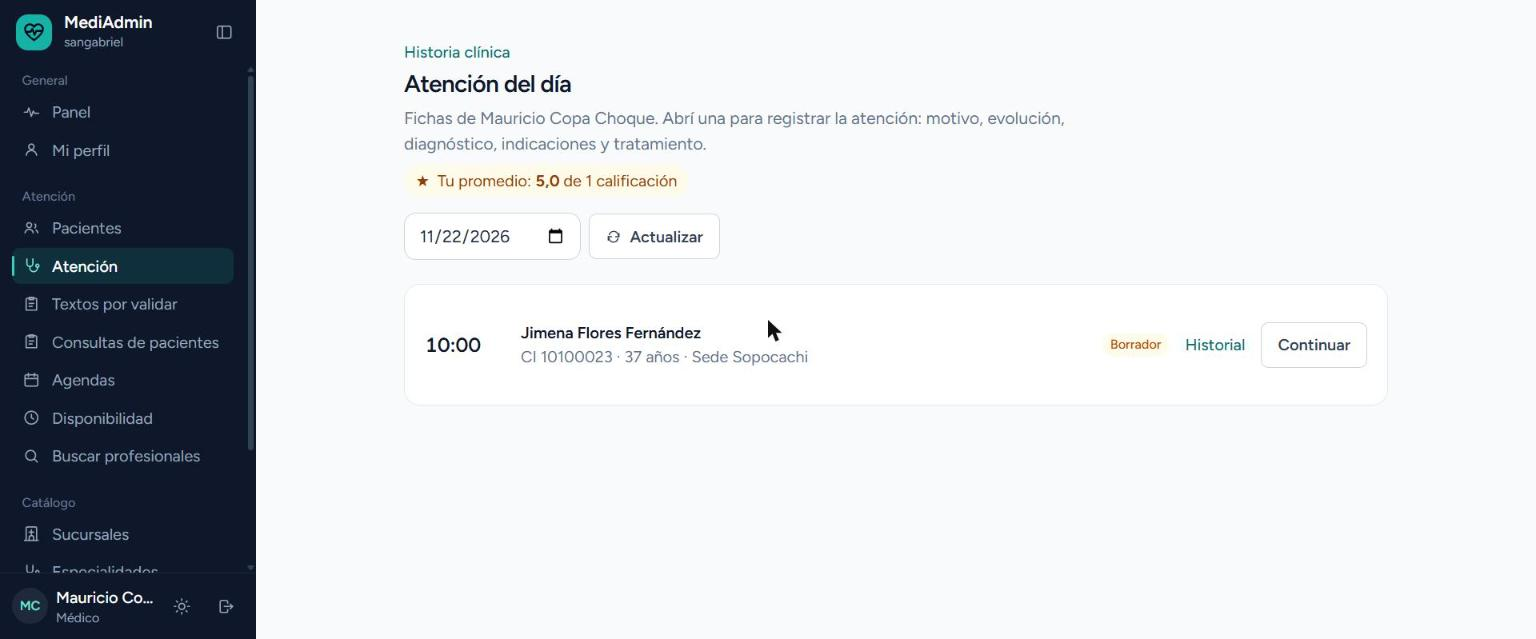 MediAdmin
sangabriel
General
Panel
Mi perfil
Atención
Pacientes
Atención
Textos por validar
Consultas de pacientes
Agendas
Disponibilidad
Buscar profesionales
Catálogo
Sucursales
Especialidades
MC
Mauricio Co...
Médico
Historia clínica
Atención del día
Fichas de Mauricio Copa Choque. Abrí una para registrar la atención: motivo, evolución,
diagnóstico, indicaciones y tratamiento.
★ Tu promedio: 5,0 de 1 calificación
11/22/2026
Actualizar
10:00
Jimena Flores Fernández
CI 10100023 · 37 años · Sede Sopocachi
Borrador
Historial
Continuar